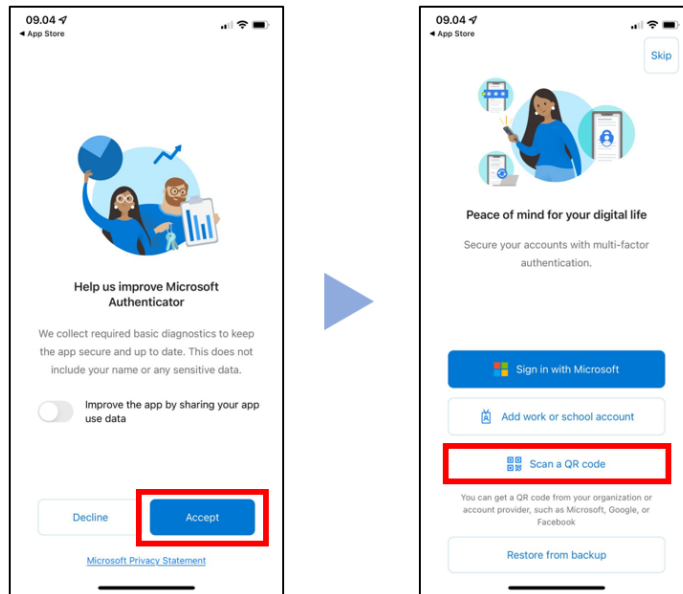 09.04
◄ App Store
Help us improve Microsoft
Authenticator
We collect required basic diagnostics to keep
the app secure and up to date. This does not
include your name or any sensitive data.
Improve the app by sharing your app
use data
Decline
Accept
Microsoft Privacy Statement
09.04
◄ App Store
Skip
Peace of mind for your digital life
Secure your accounts with multi-factor
authentication.
Sign in with Microsoft
Add work or school account
Scan a QR code
You can get a QR code from your organization or
account provider, such as Microsoft, Google, or
Facebook
Restore from backup